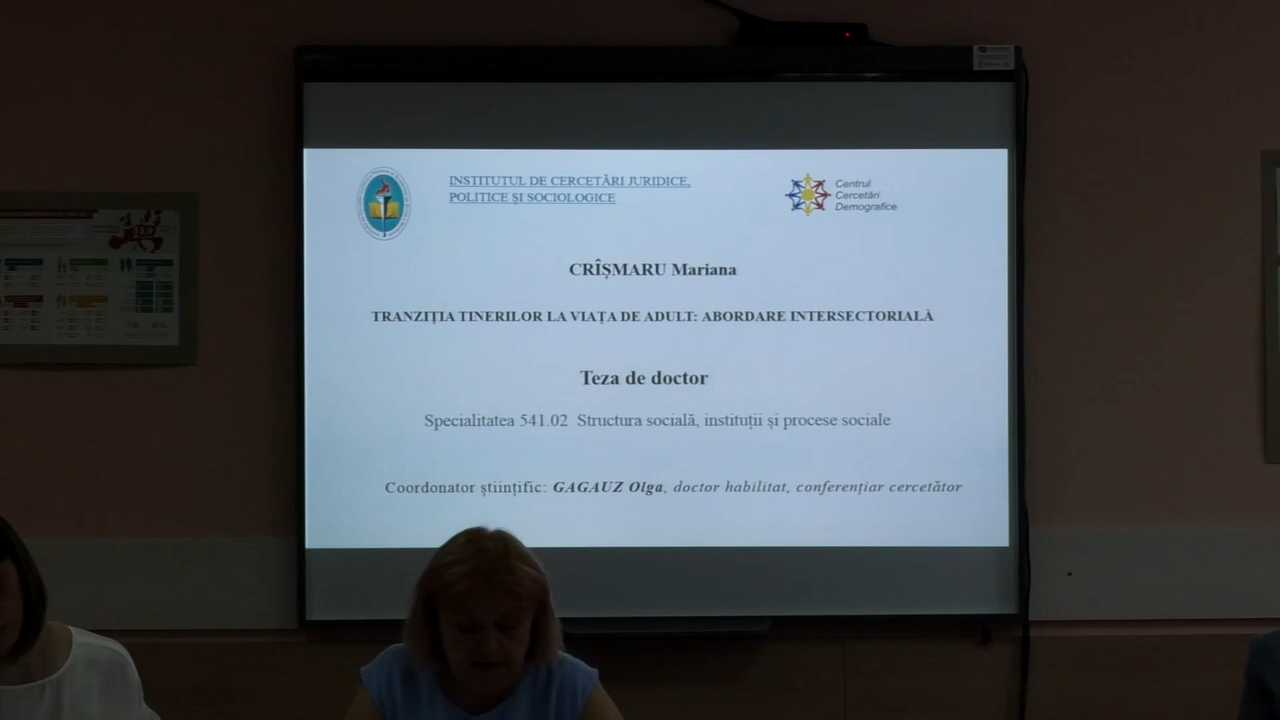 INSTITUTUL DE CERCETĂRI JURIDICE,
POLITICE ȘI SOCIOLOGICE
Centrul
Cercetări
Demografice
CRÎȘMARU Mariana
TRANZIȚIA TINERILOR LA VIAȚA DE ADULT: ABORDARE INTERSECTORIALĂ
Teza de doctor
Specialitatea 541.02 Structura socială, instituții și procese sociale
Coordonator științific: GAGAUZ Olga, doctor habilitat, conferențiar cercetător